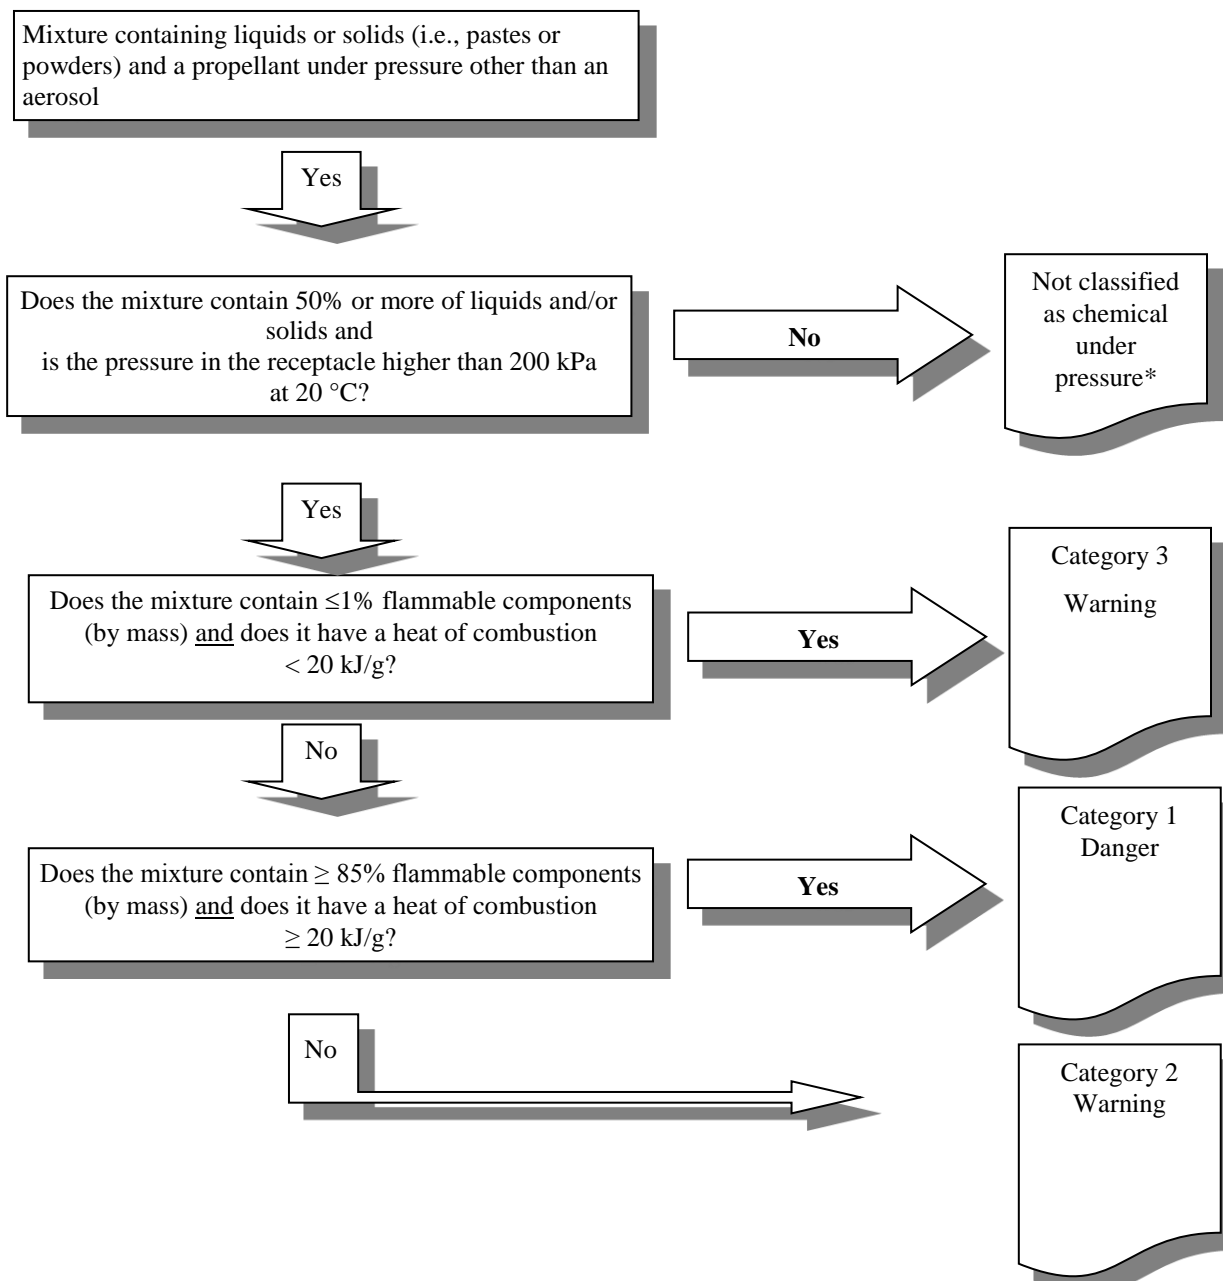 Mixture containing liquids or solids (i.e., pastes or
powders) and a propellant under pressure other than an
aerosol
Yes
Does the mixture contain 50% or more of liquids and/or
solids and
is the pressure in the receptacle higher than 200 kPa
at 20 °C?
No
Not classified
as chemical
under
pressure*
Yes
Does the mixture contain ≤1% flammable components
(by mass) and does it have a heat of combustion
< 20 kJ/g?
Yes
Category 3
Warning
No
Does the mixture contain ≥ 85% flammable components
(by mass) and does it have a heat of combustion
≥ 20 kJ/g?
Yes
Category 1
Danger
No
Category 2
Warning